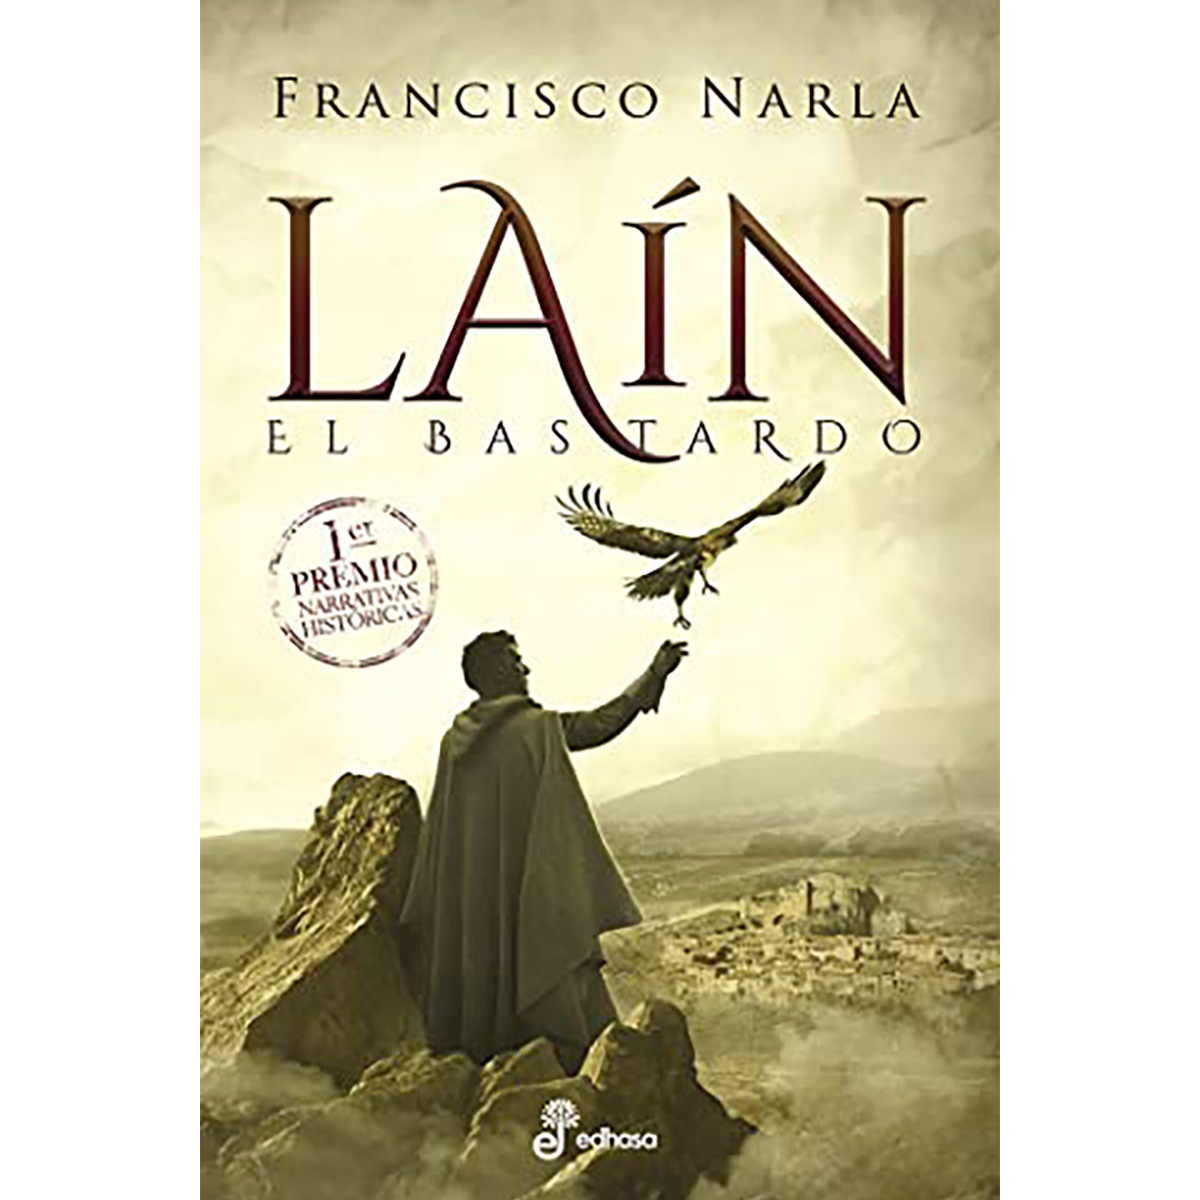 FRANCISCO NARLA
LAÍN
EL BASTARDO
1er
PREMIO
NARRATIVAS
HISTÓRICAS
edhasa